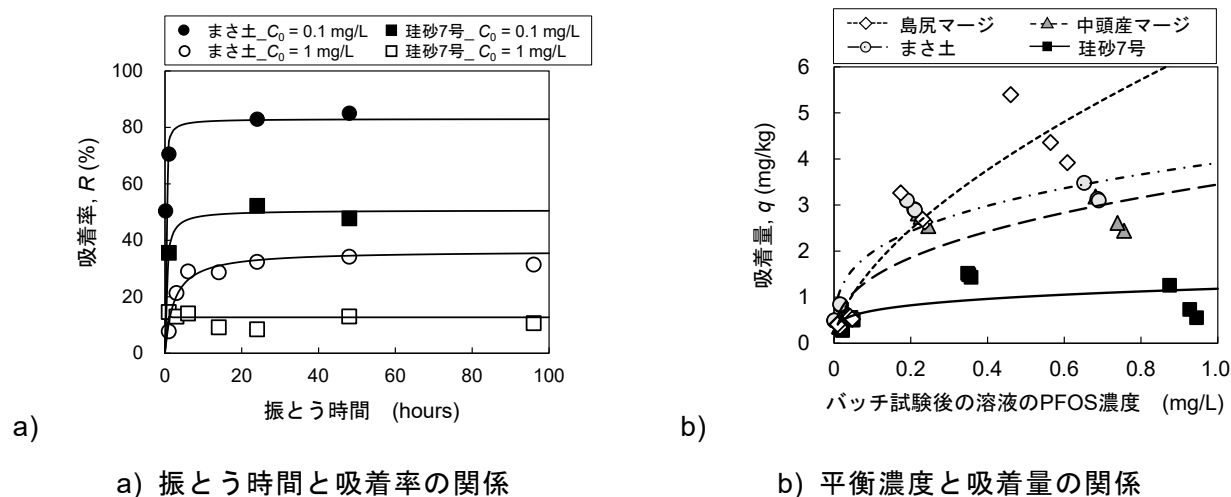 まさ土_C₀ = 0.1 mg/L 珪砂7号_ C₀ = 0.1 mg/L
まさ土_C₀ = 1 mg/L 珪砂7号_ C₀ = 1 mg/L
100
80
60
40
20
0
吸着率, R (%)
0 20 40 60 80 100
振とう時間 (hours)
a)
島尻マージ 中頭産マージ
まさ土 珪砂7号
6
5
4
3
2
1
0
吸着量, q (mg/kg)
0 0.2 0.4 0.6 0.8 1.0
バッチ試験後の溶液のPFOS濃度 (mg/L)
b)
a) 振とう時間と吸着率の関係
b) 平衡濃度と吸着量の関係